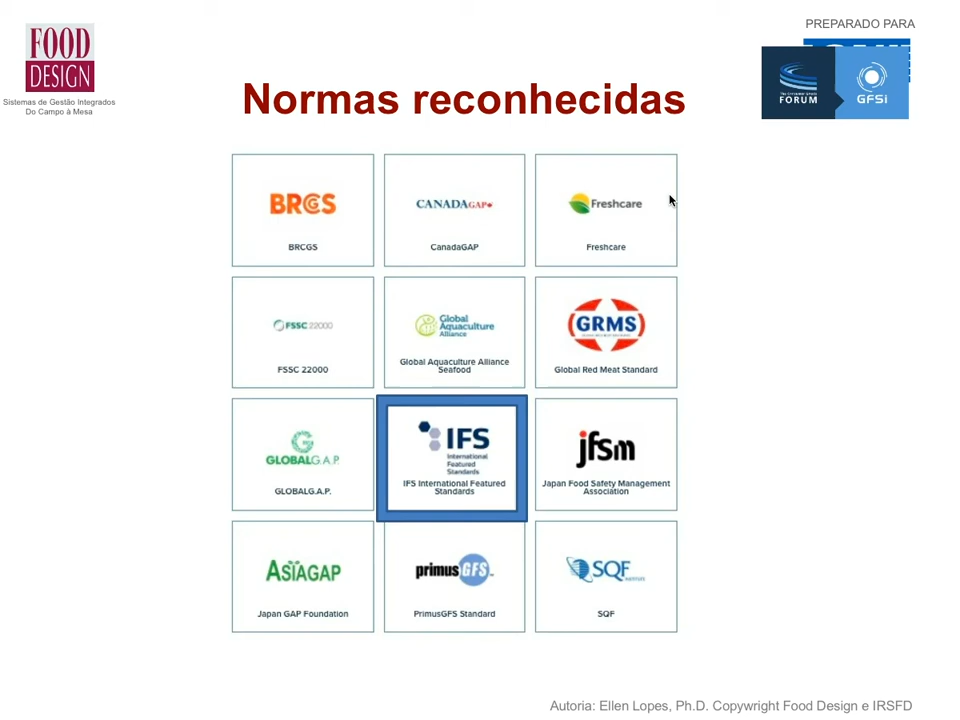 PREPARADO PARA
FOOD
DESIGN
Sistemas de Gestão Integrados
Do Campo à Mesa
FORUM
GFSi
Normas reconhecidas
BRCGS
BRCGS
CANADAGAP
CanadaGAP
Freshcare
Freshcare
FSSC 22000
FSSC 22000
Global
Aquaculture
Alliance
Global Aquaculture Alliance
Seafood
GRMS
Global Red Meat Standard
GLOBALG.A.P.
GLOBALG.A.P.
IFS
International
Featured
Standards
IFS International Featured
Standards
jfsm
Japan Food Safety Management
Association
ASIAGAP
Japan GAP Foundation
primusGFS
PrimusGFS Standard
SQF
SQF
Autoria: Ellen Lopes, Ph.D. Copyright Food Design e IRSFD